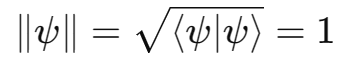 ‖ψ‖ = √⟨ψ|ψ⟩ = 1